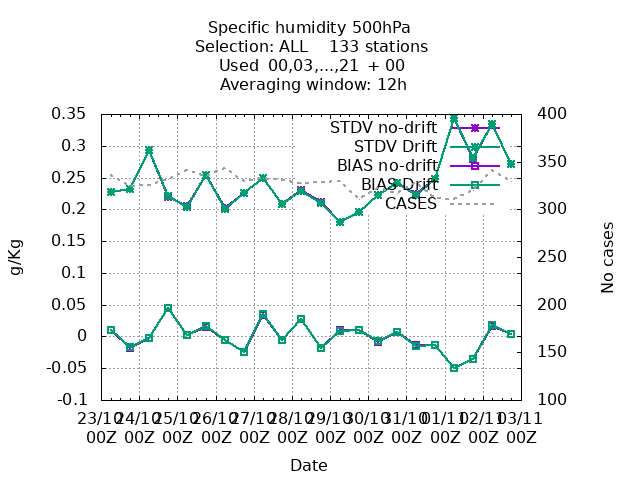 Specific humidity 500hPa
Selection: ALL    133 stations
Used  00,03,...,21  + 00
Averaging window: 12h
0.35
0.3
0.25
0.2
0.15
0.1
0.05
0
-0.05
-0.1
g/Kg
400
350
300
250
200
150
100
No cases
STDV no-drift
STDV Drift
BIAS no-drift
BIAS Drift
CASES
23/10 24/10 25/10 26/10 27/10 28/10 29/10 30/10 31/10 01/11 02/11 03/11
00Z 00Z 00Z 00Z 00Z 00Z 00Z 00Z 00Z 00Z 00Z 00Z
Date